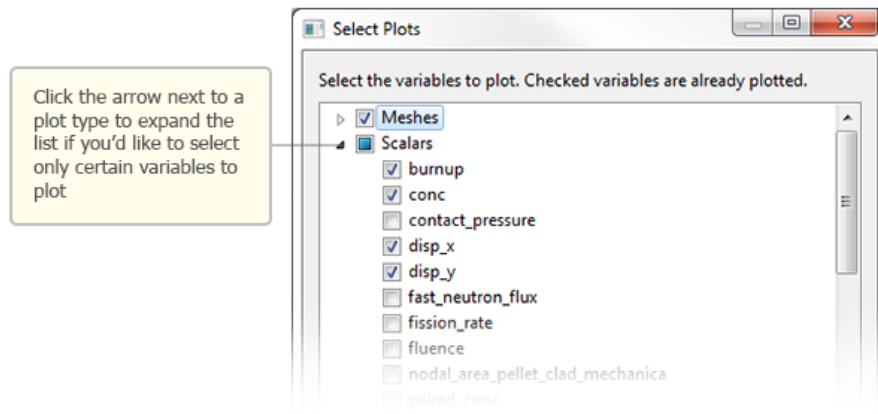 Select Plots
Select the variables to plot. Checked variables are already plotted.
Click the arrow next to a
plot type to expand the
list if you'd like to select
only certain variables to
plot
Meshes
Scalars
burnup
conc
contact_pressure
disp_x
disp_y
fast_neutron_flux
fission_rate
fluence
nodal_area_pellet_clad_mechanica
paired_conc